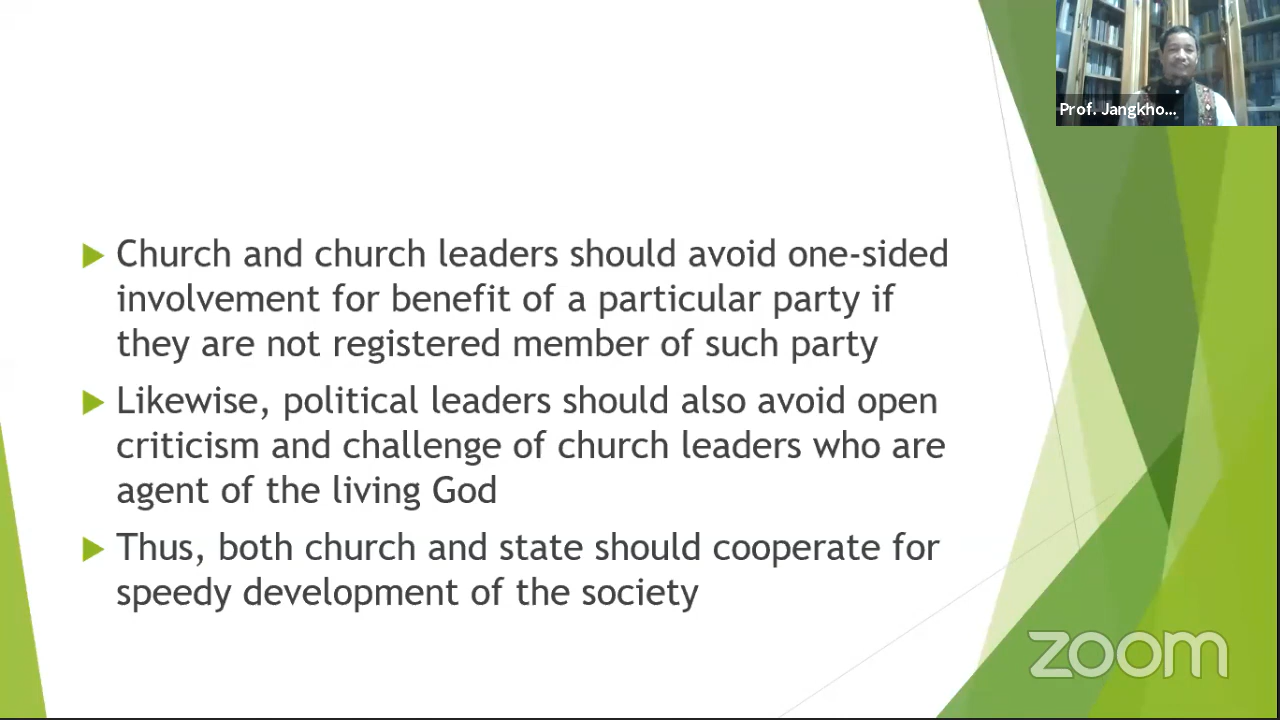 Prof. Jangkho...
Church and church leaders should avoid one-sided
involvement for benefit of a particular party if
they are not registered member of such party
Likewise, political leaders should also avoid open
criticism and challenge of church leaders who are
agent of the living God
Thus, both church and state should cooperate for
speedy development of the society
zoom